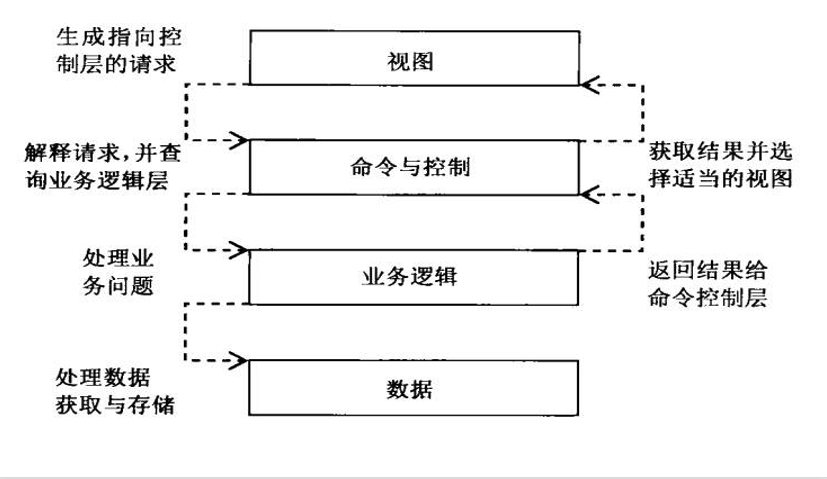 生成指向控
制层的请求
视图
解释请求,并查
询业务逻辑层
命令与控制
获取结果并选
择适当的视图
处理业
务问题
业务逻辑
返回结果给
命令控制层
处理数据
获取与存储
数据